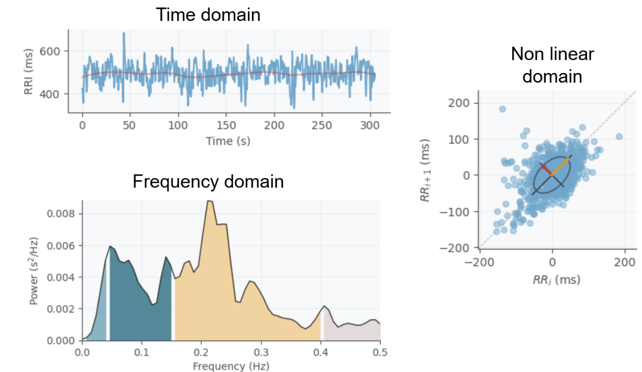 Time domain
600
400
RRI (ms)
0 50 100 150 200 250 300
Time (s)
Frequency domain
0.008
0.006
0.004
0.002
0.000
Power (s²/Hz)
0.0 0.1 0.2 0.3 0.4 0.5
Frequency (Hz)
Non linear
domain
200
100
0
−100
−200
RRᵢ₊₁ (ms)
−200 0 200
RRᵢ (ms)